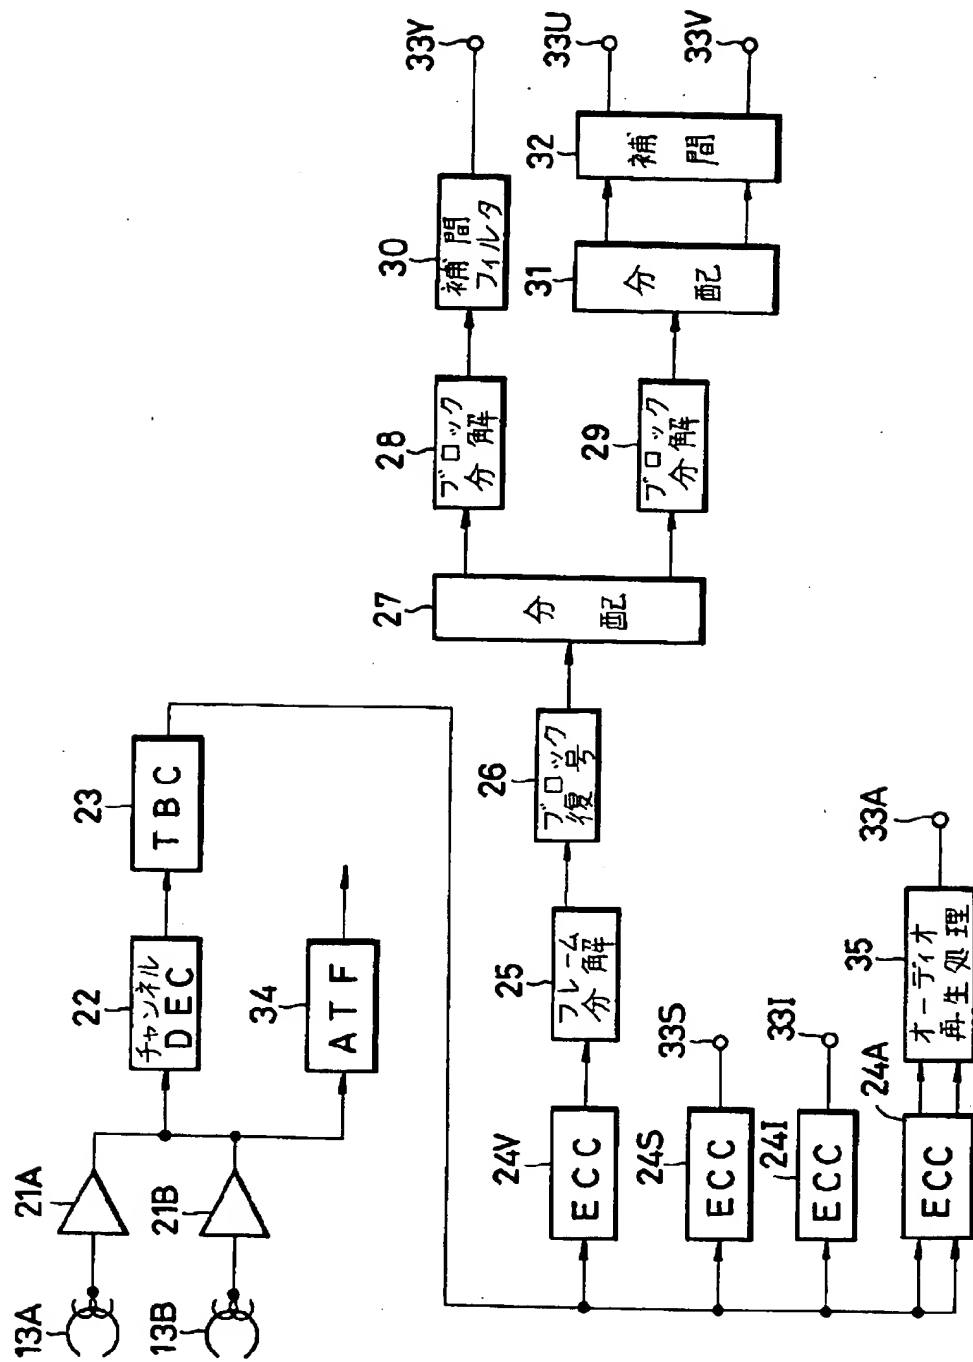 13A
21A
22
チャンネル
DEC
23
TBC
13B
21B
34
ATF
24V
ECC
25
フレーム
分解
26
ブロック
復号
27
分配
28
ブロック
分解
30
補間
フィルタ
33Y
29
ブロック
分解
31
分配
32
補間
33U
33V
24S
ECC
33S
24I
ECC
33I
24A
ECC
35
オーディオ
再生処理
33A